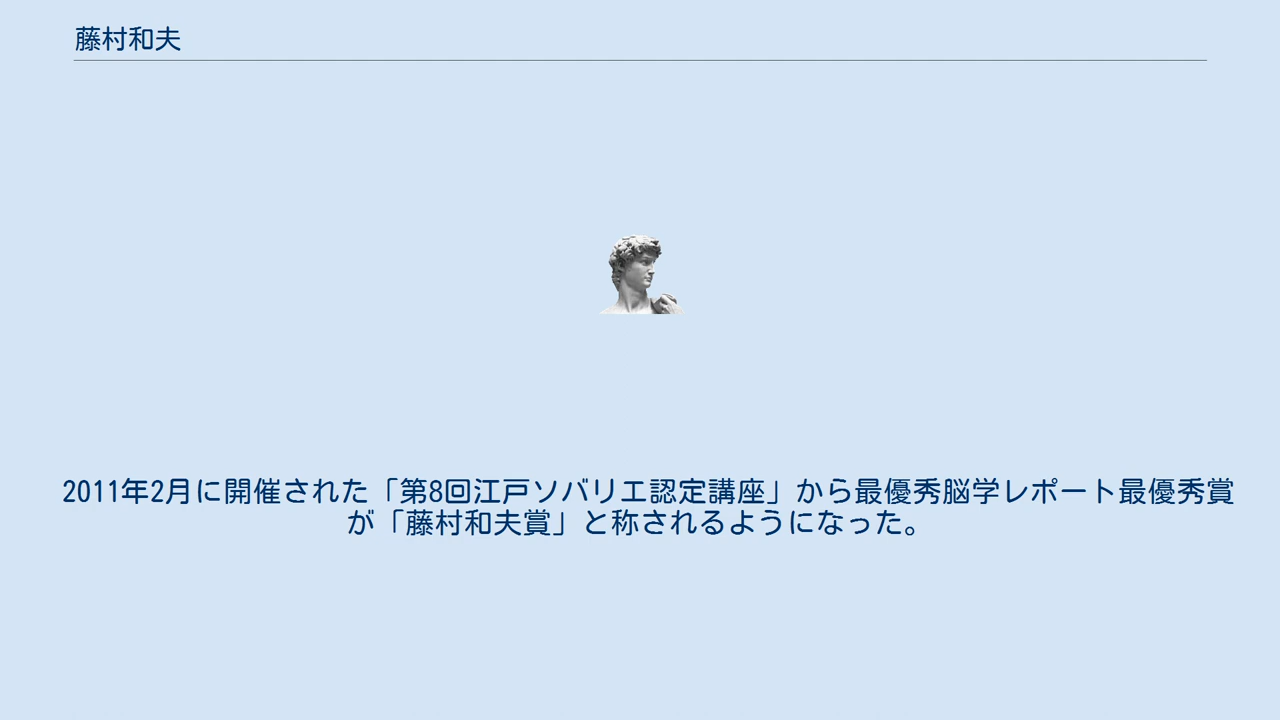 藤村和夫
2011年2月に開催された「第8回江戸ソバリエ認定講座」から最優秀脳学レポート最優秀賞
が「藤村和夫賞」と称されるようになった。